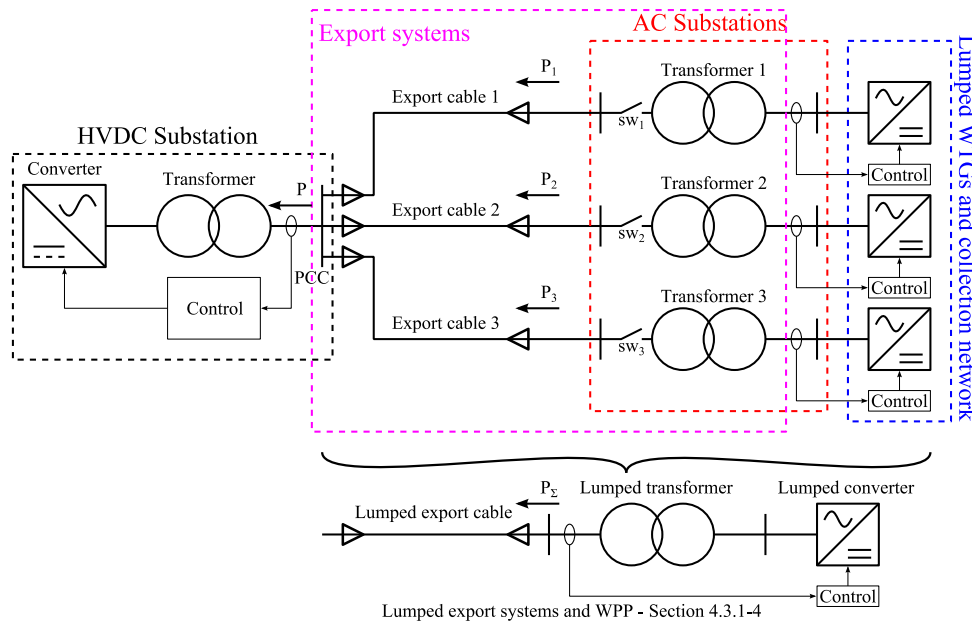 Export systems
AC Substations
Lumped WTGs and collection network
P₁
Transformer 1
Export cable 1
sw₁
Control
HVDC Substation
Converter
Transformer
P
P₂
Transformer 2
Export cable 2
sw₂
Control
PCC
Control
P₃
Transformer 3
Export cable 3
sw₃
Control
P_Σ
Lumped transformer
Lumped converter
Lumped export cable
Control
Lumped export systems and WPP - Section 4.3.1-4